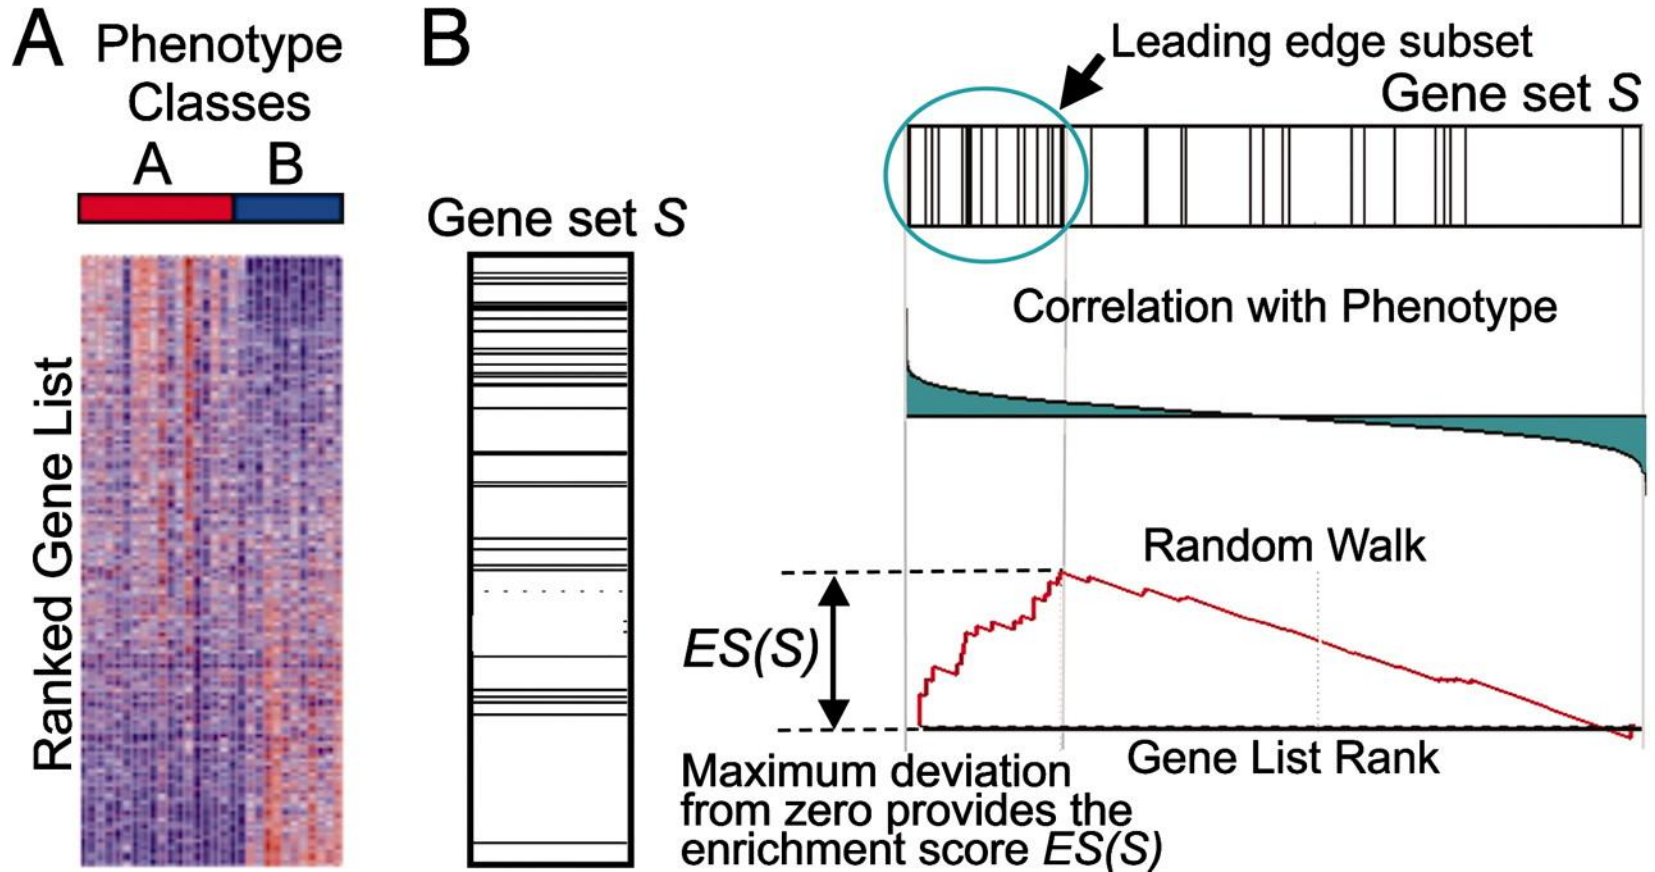 A
Phenotype
Classes
A B
Ranked Gene List
B
Gene set S
Leading edge subset
Gene set S
Correlation with Phenotype
Random Walk
ES(S)
Gene List Rank
Maximum deviation
from zero provides the
enrichment score ES(S)